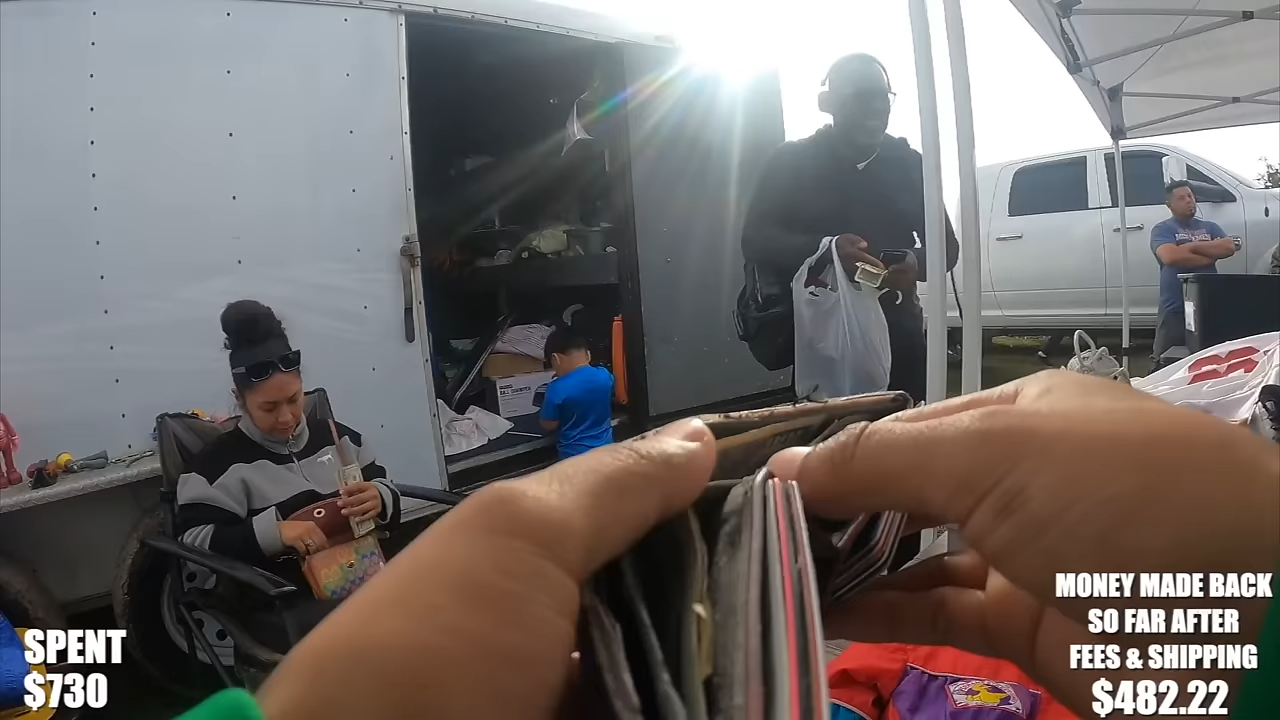 SPENT
$730
MONEY MADE BACK
SO FAR AFTER
FEES & SHIPPING
$482.22